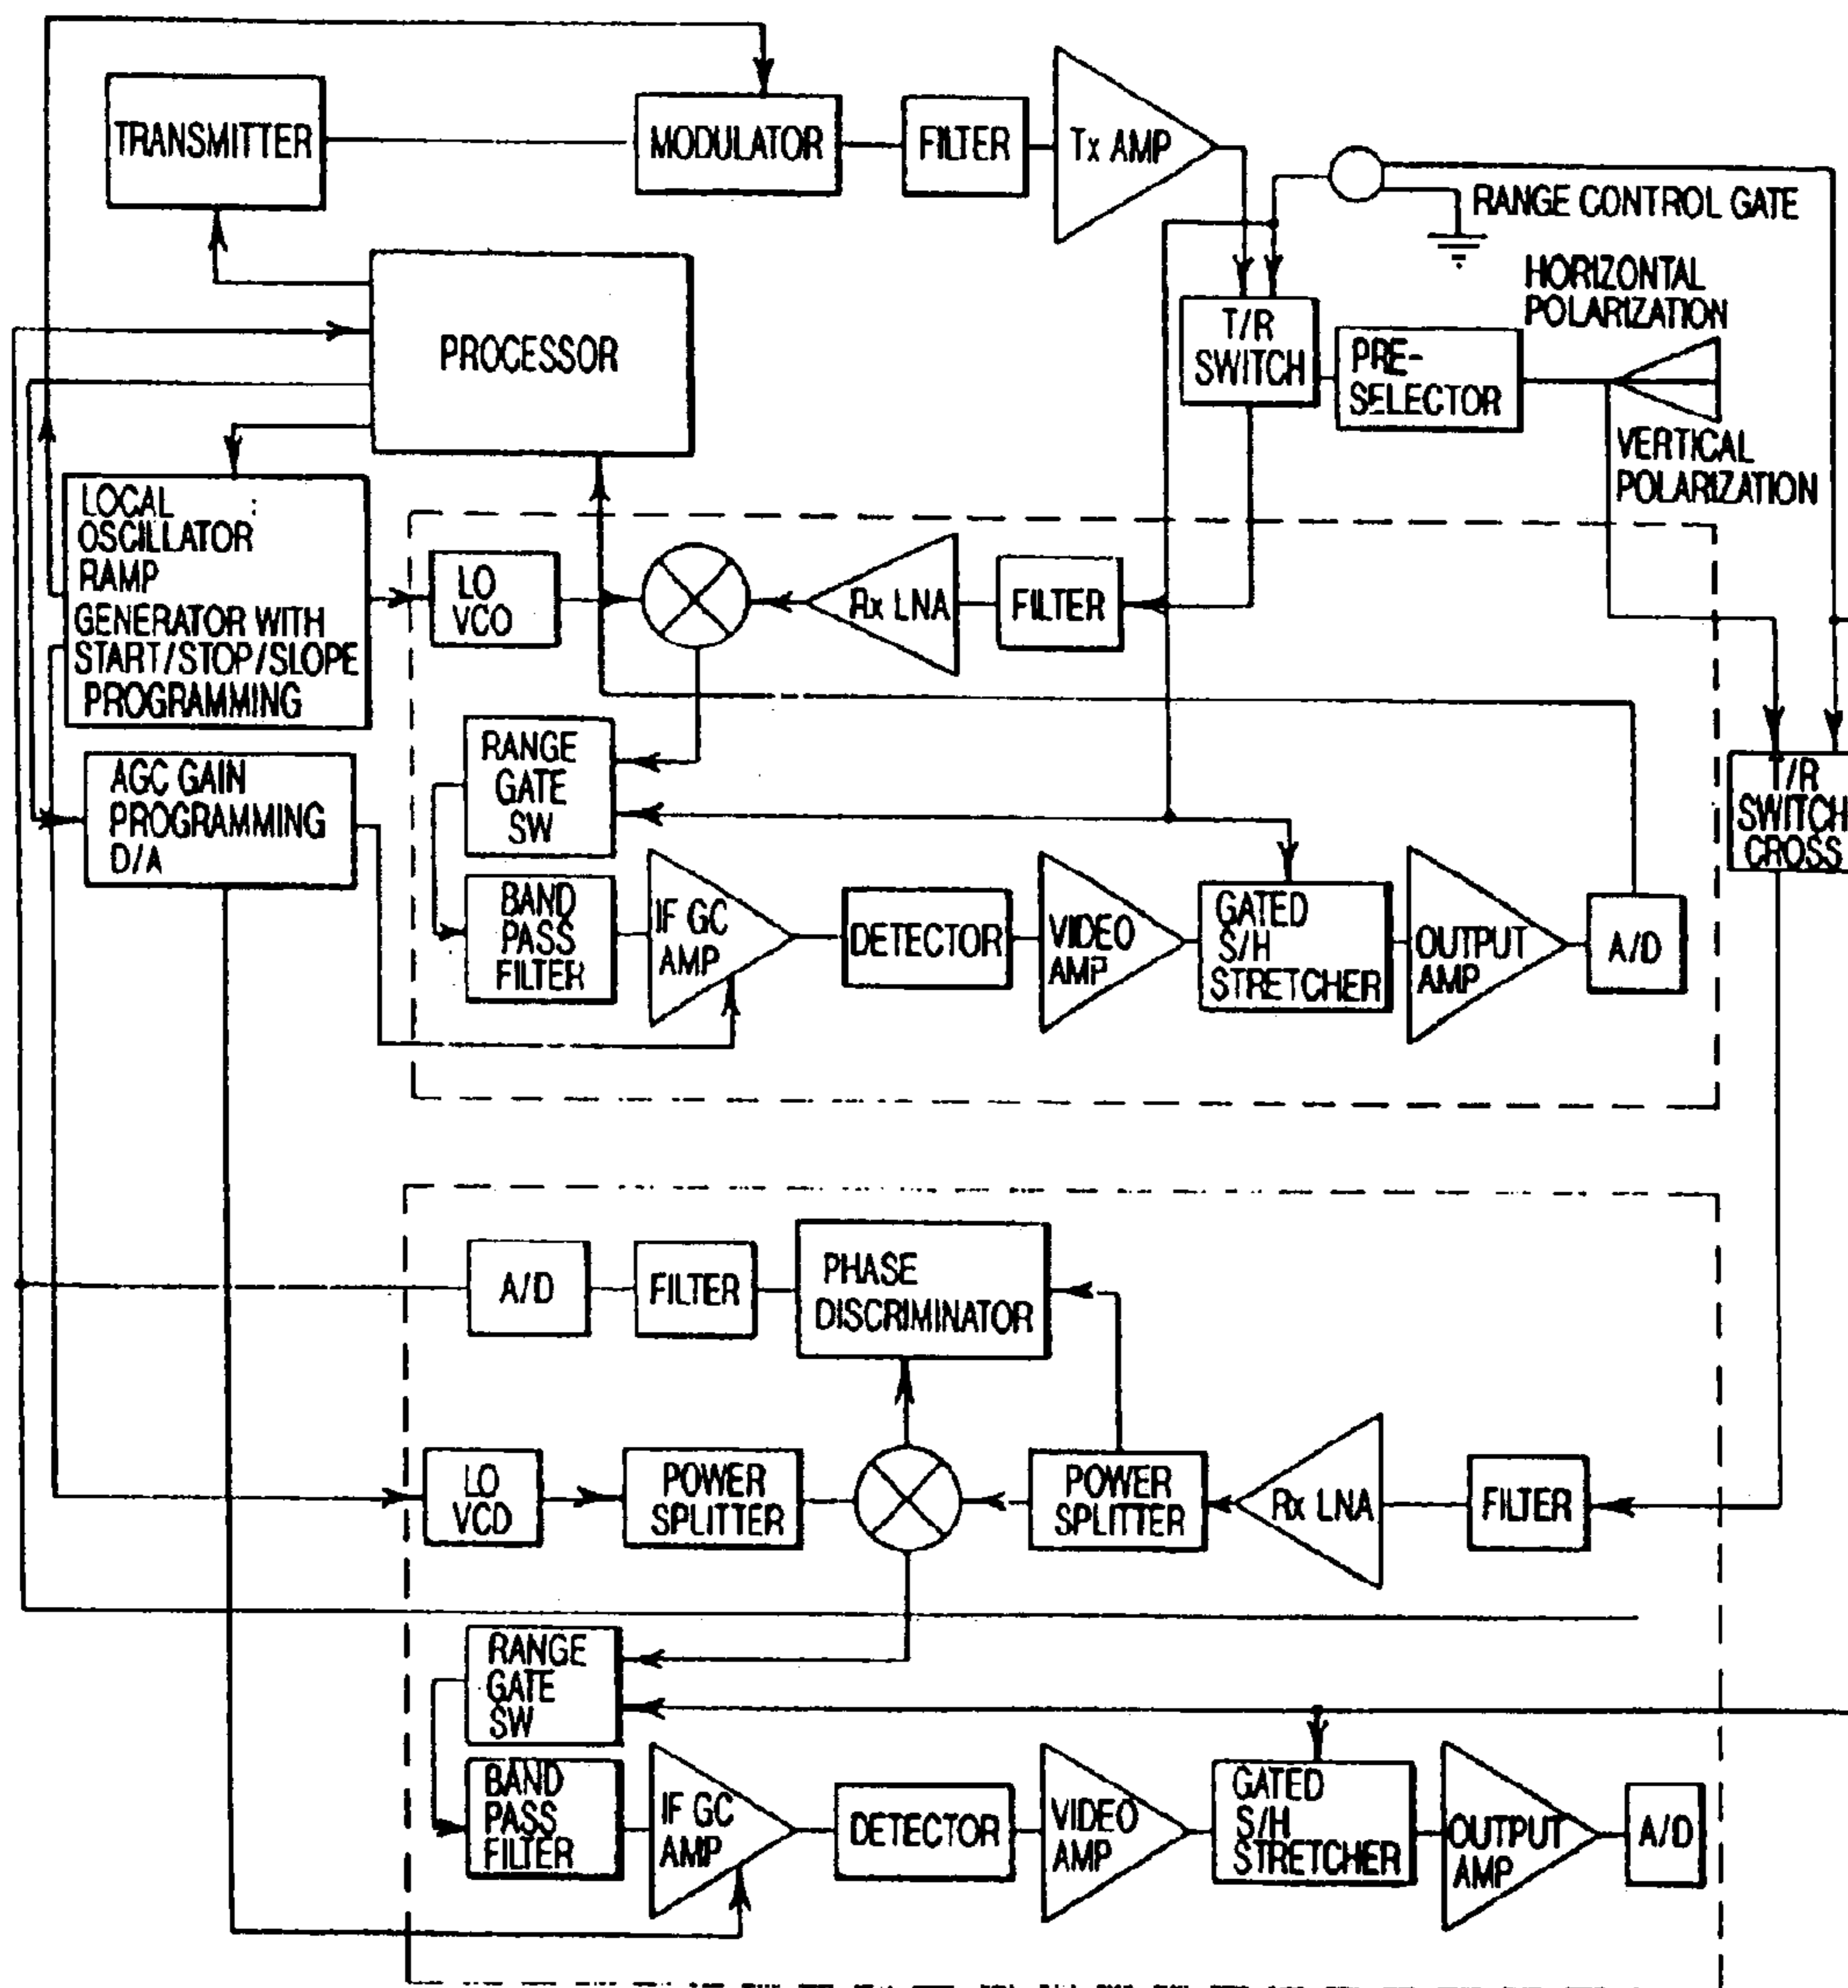 TRANSMITTER
MODULATOR
FILTER
Tx AMP
RANGE CONTROL GATE
HORIZONTAL
POLARIZATION
PROCESSOR
T/R
SWITCH
PRE-
SELECTOR
VERTICAL
POLARIZATION
LOCAL
OSCILLATOR
RAMP
GENERATOR WITH
START/STOP/SLOPE
PROGRAMMING
LO
VCO
Rx LNA
FILTER
RANGE
GATE
SW
AGC GAIN
PROGRAMMING
D/A
T/R
SWITCH
CROSS
BAND
PASS
FILTER
IF GC
AMP
DETECTOR
VIDEO
AMP
GATED
S/H
STRETCHER
OUTPUT
AMP
A/D
A/D
FILTER
PHASE
DISCRIMINATOR
LO
VCO
POWER
SPLITTER
POWER
SPLITTER
Rx LNA
FILTER
RANGE
GATE
SW
BAND
PASS
FILTER
IF GC
AMP
DETECTOR
VIDEO
AMP
GATED
S/H
STRETCHER
OUTPUT
AMP
A/D